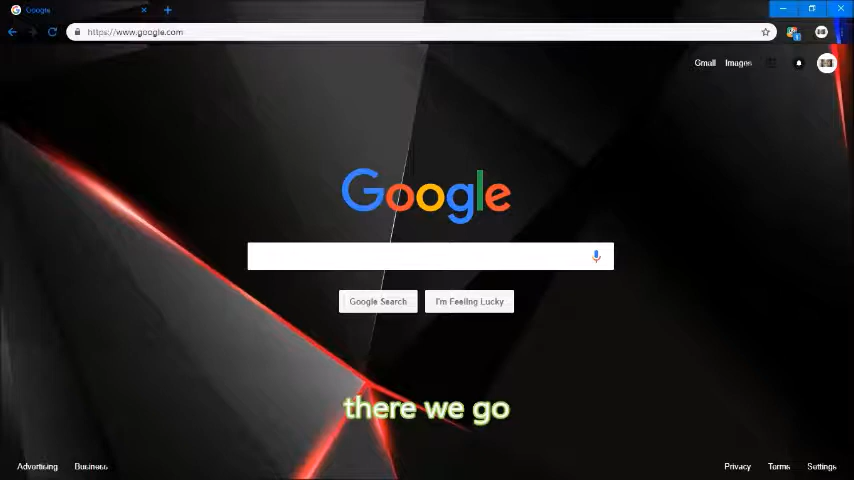 Google
https://www.google.com
Gmail Images
Google
Google Search I'm Feeling Lucky
there we go
Advertising Business Privacy Terms Settings